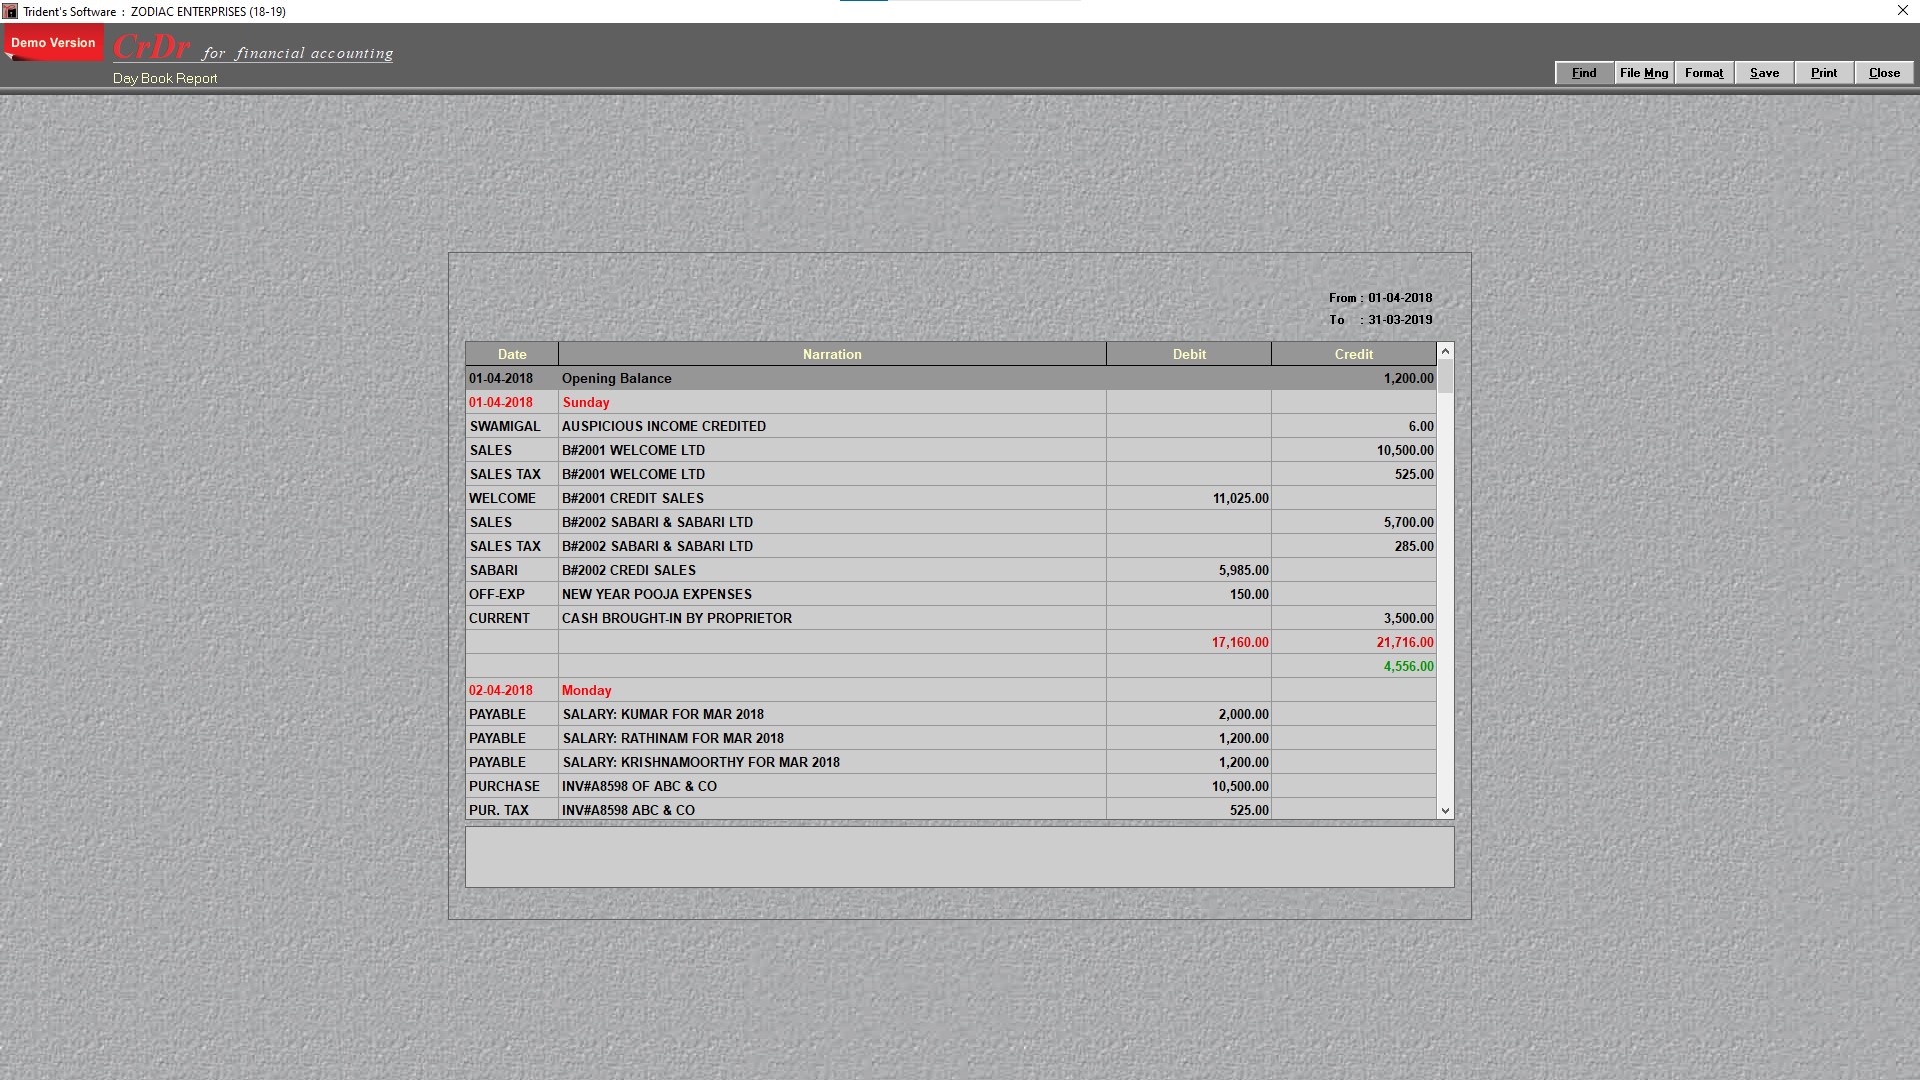 Trident's Software : ZODIAC ENTERPRISES (18-19)
Demo Version
CrDr for financial accounting
Day Book Report
Find File Mng Format Save Print Close
From : 01-04-2018
To : 31-03-2019
Date Narration Debit Credit
01-04-2018 Opening Balance 1,200.00
01-04-2018 Sunday
SWAMIGAL AUSPICIOUS INCOME CREDITED 6.00
SALES B#2001 WELCOME LTD 10,500.00
SALES TAX B#2001 WELCOME LTD 525.00
WELCOME B#2001 CREDIT SALES 11,025.00
SALES B#2002 SABARI & SABARI LTD 5,700.00
SALES TAX B#2002 SABARI & SABARI LTD 285.00
SABARI B#2002 CREDI SALES 5,985.00
OFF-EXP NEW YEAR POOJA EXPENSES 150.00
CURRENT CASH BROUGHT-IN BY PROPRIETOR 3,500.00
17,160.00 21,716.00
4,556.00
02-04-2018 Monday
PAYABLE SALARY: KUMAR FOR MAR 2018 2,000.00
PAYABLE SALARY: RATHINAM FOR MAR 2018 1,200.00
PAYABLE SALARY: KRISHNAMOORTHY FOR MAR 2018 1,200.00
PURCHASE INV#A8598 OF ABC & CO 10,500.00
PUR. TAX INV#A8598 ABC & CO 525.00